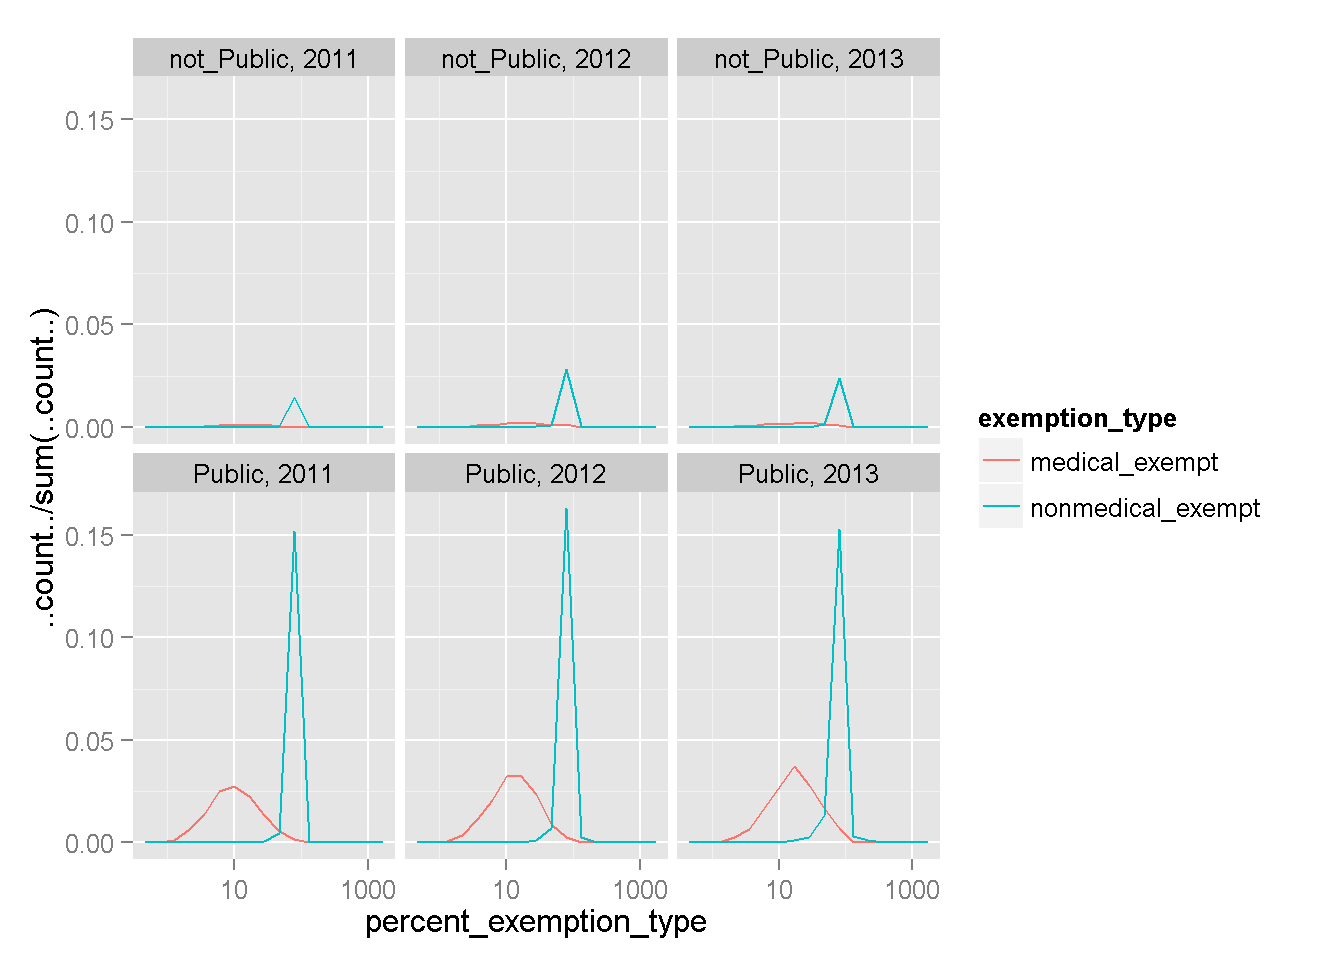 not_Public, 2011
not_Public, 2012
not_Public, 2013
0.15
0.10
0.05
0.00
Public, 2011
Public, 2012
Public, 2013
0.15
0.10
0.05
0.00
10
1000
10
1000
10
1000
percent_exemption_type
..count../sum(..count..)
exemption_type
medical_exempt
nonmedical_exempt